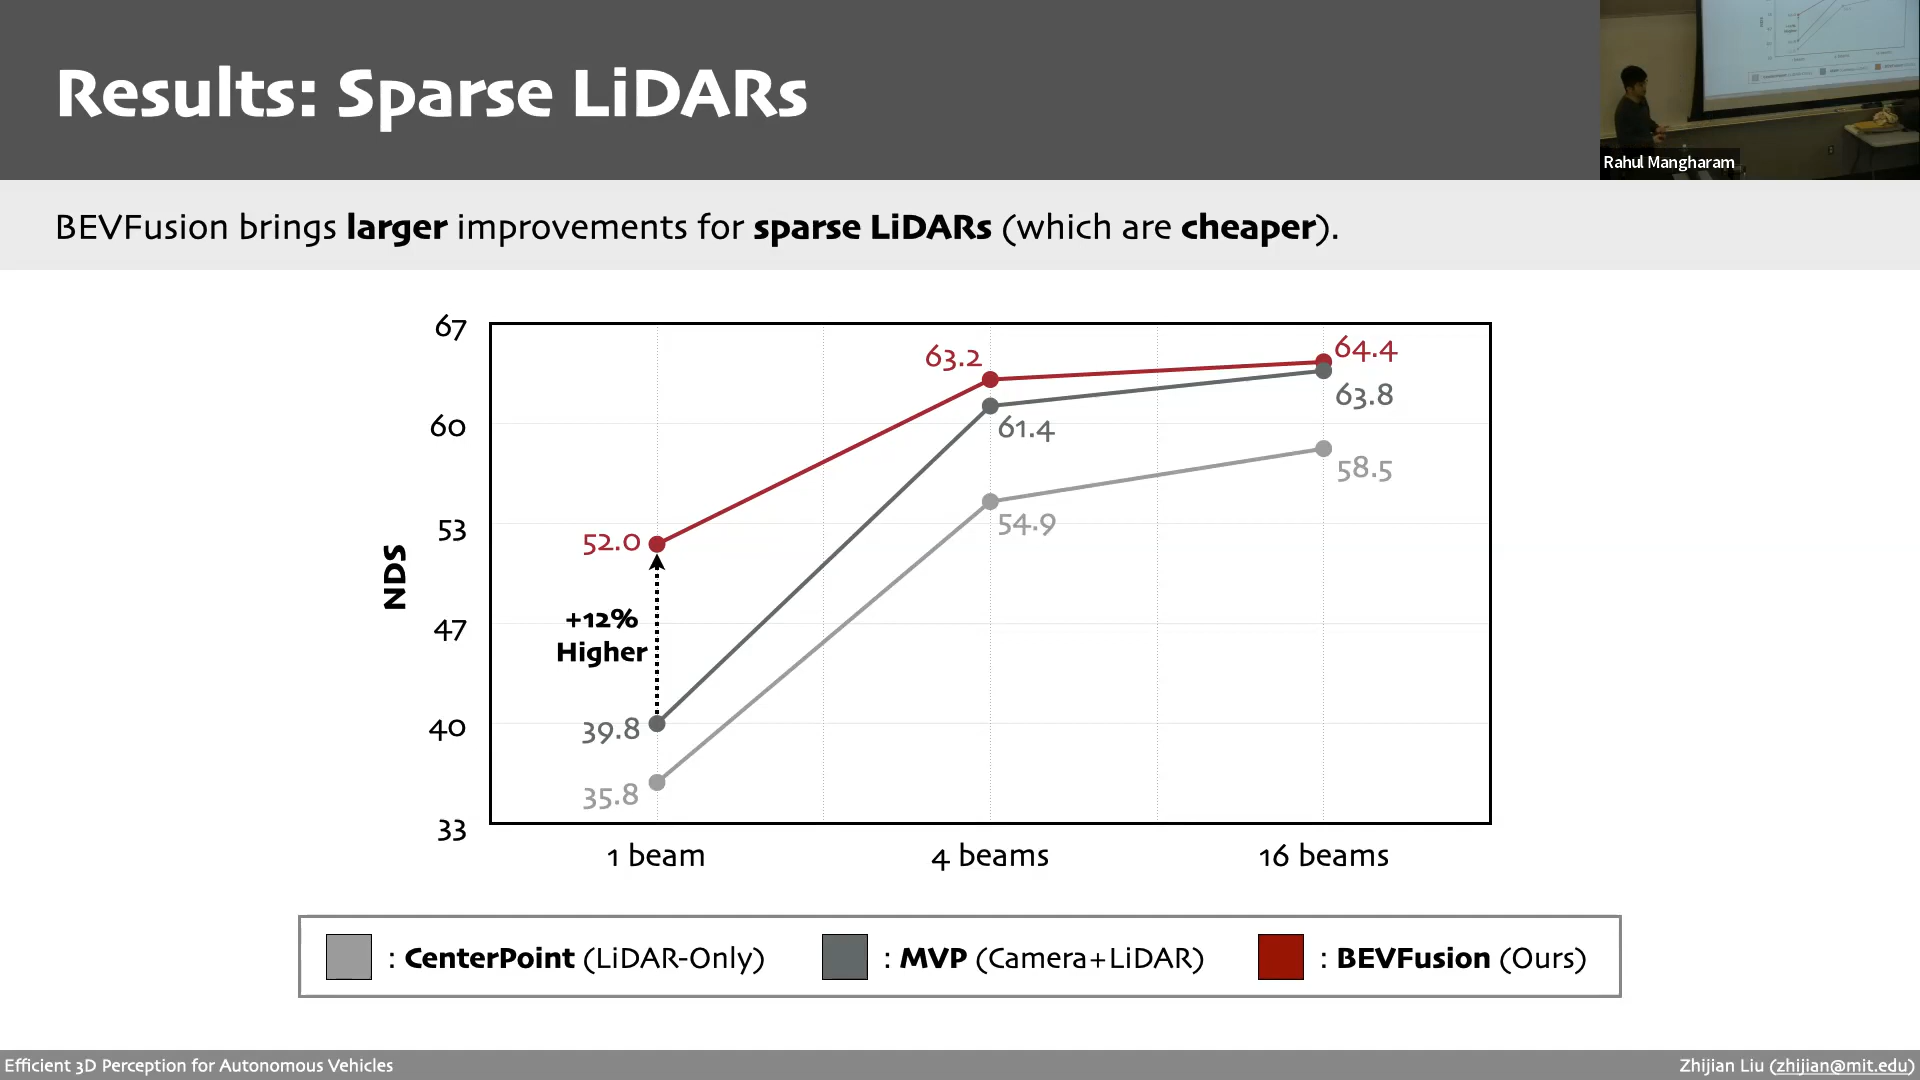 Results: Sparse LiDARs
Rahul Mangharam
BEVFusion brings larger improvements for sparse LiDARs (which are cheaper).
67
60
53
47
40
33
NDS
63.2
64.4
63.8
61.4
58.5
54.9
52.0
+12%
Higher
39.8
35.8
1 beam
4 beams
16 beams
: CenterPoint (LiDAR-Only)
: MVP (Camera+LiDAR)
: BEVFusion (Ours)
Efficient 3D Perception for Autonomous Vehicles
Zhijian Liu (zhijian@mit.edu)